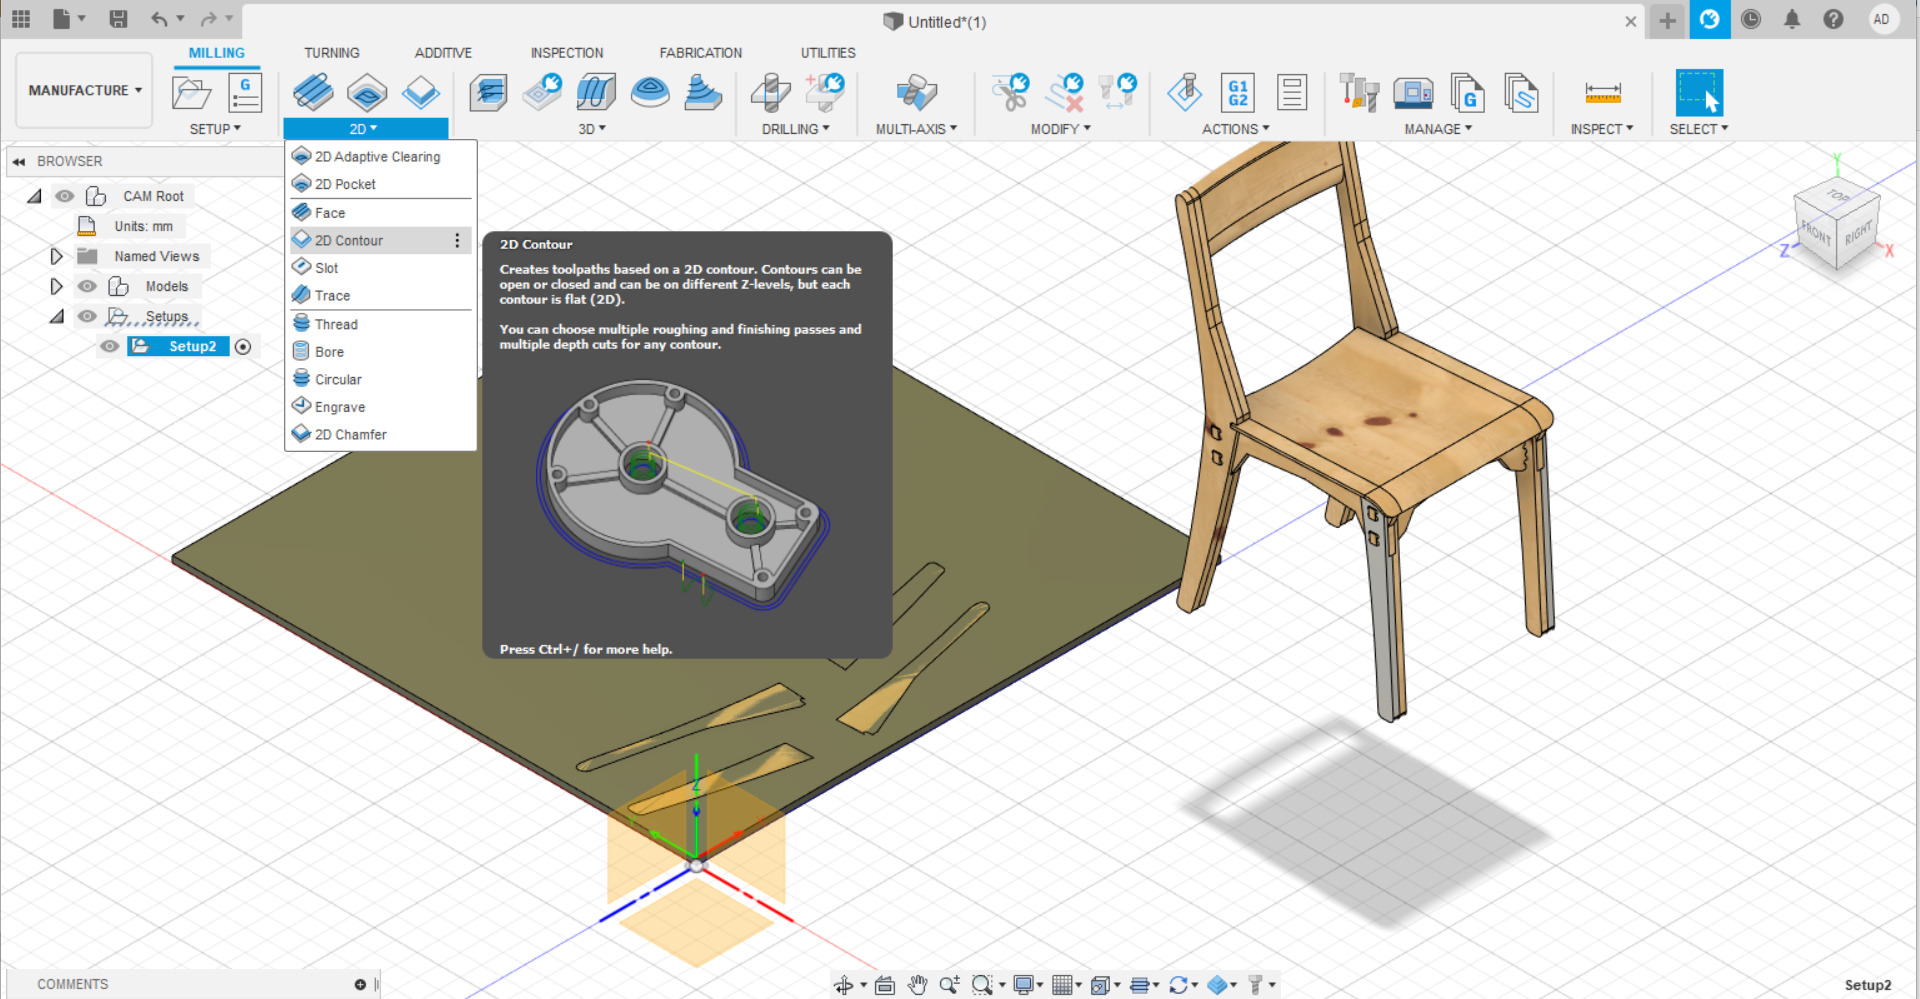 Untitled*(1)
AD
MANUFACTURE
MILLING
TURNING
ADDITIVE
INSPECTION
FABRICATION
UTILITIES
G
G1
G2
G
SETUP
2D
3D
DRILLING
MULTI-AXIS
MODIFY
ACTIONS
MANAGE
INSPECT
SELECT
BROWSER
CAM Root
Units: mm
Named Views
Models
Setups
Setup2
2D Adaptive Clearing
2D Pocket
Face
2D Contour
Slot
Trace
Thread
Bore
Circular
Engrave
2D Chamfer
2D Contour
Creates toolpaths based on a 2D contour. Contours can be
open or closed and can be on different Z-levels, but each
contour is flat (2D).
You can choose multiple roughing and finishing passes and
multiple depth cuts for any contour.
Press Ctrl+/ for more help.
Y
TOP
FRONT
RIGHT
Z
X
Z
COMMENTS
Setup2